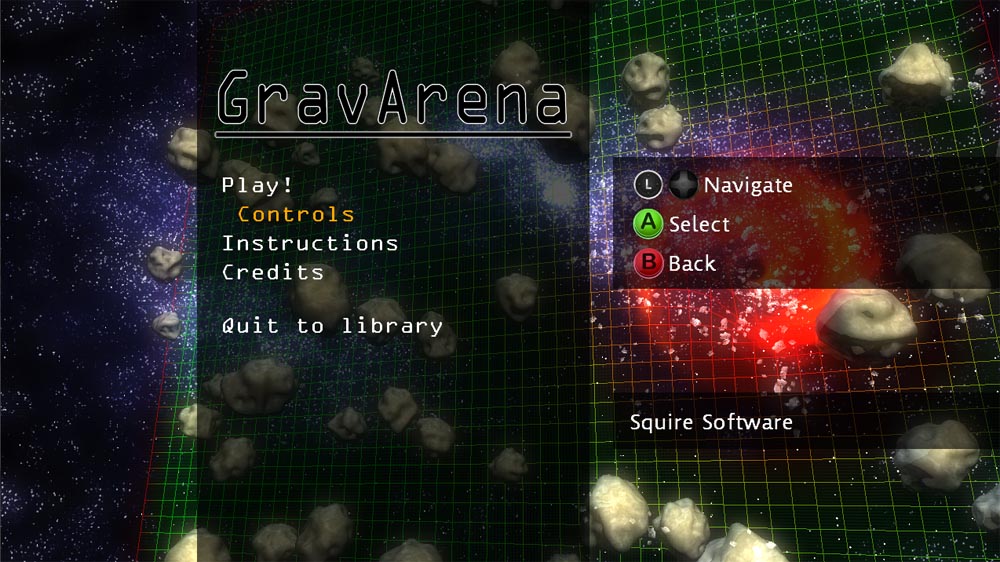 GravArena
Play!
Controls
Instructions
Credits
Quit to library
L Navigate
A Select
B Back
Squire Software